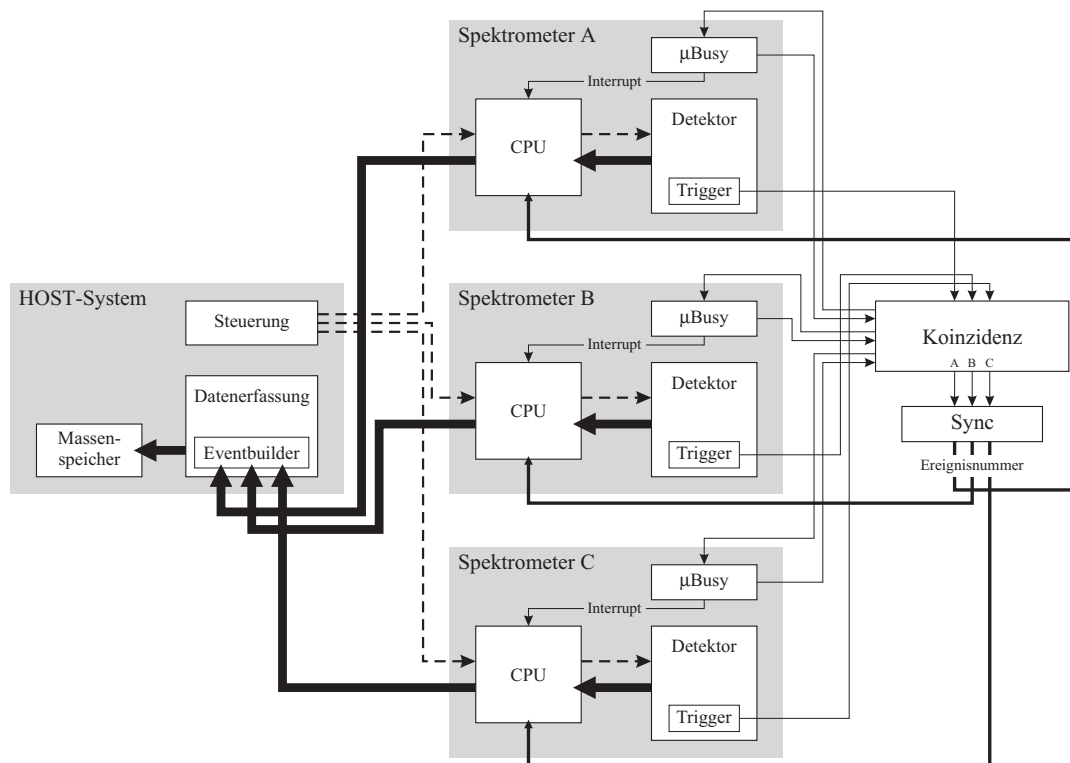 Spektrometer A
μBusy
Interrupt
CPU
Detektor
Trigger
HOST-System
Steuerung
Datenerfassung
Eventbuilder
Massen-
speicher
Spektrometer B
μBusy
Interrupt
CPU
Detektor
Trigger
Koinzidenz
A B C
Sync
Ereignisnummer
Spektrometer C
μBusy
Interrupt
CPU
Detektor
Trigger